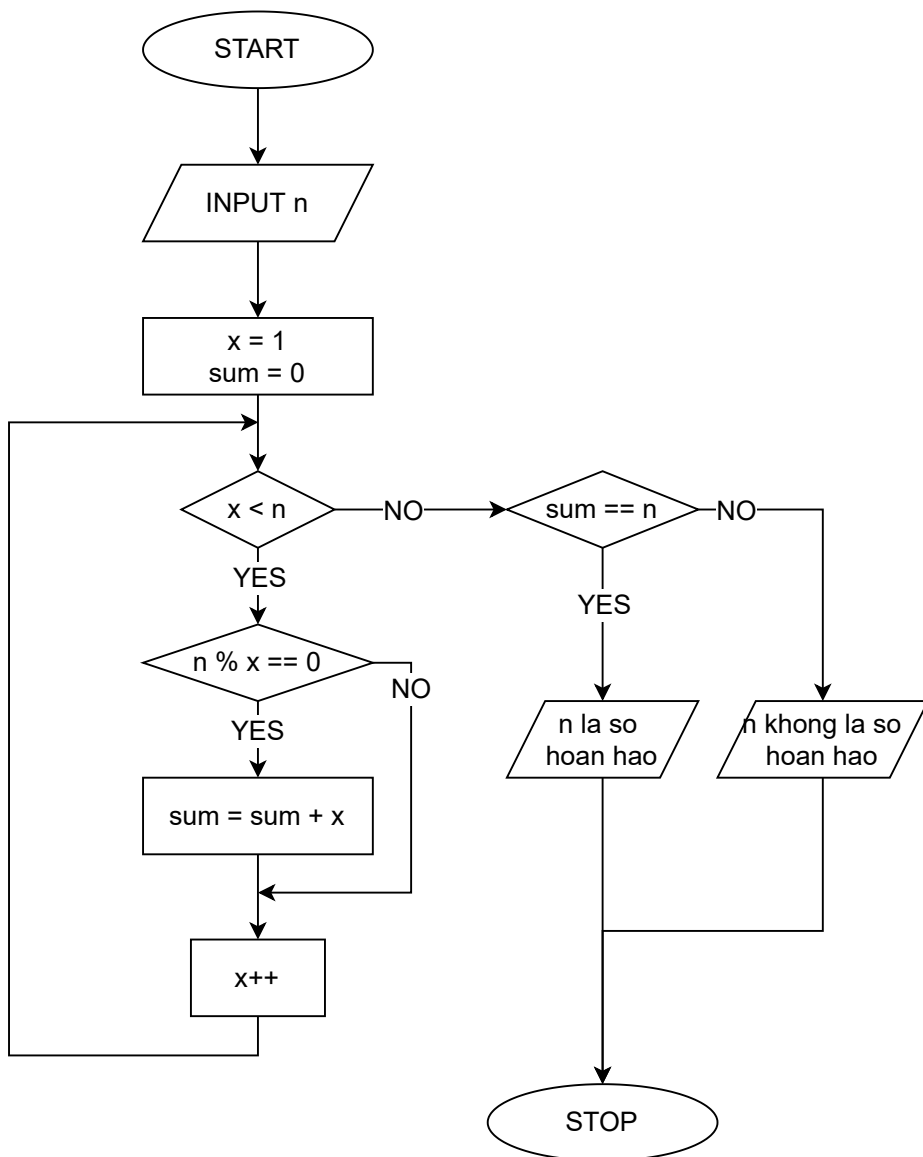 START
INPUT n
x = 1
sum = 0
x < n
NO
sum == n
NO
YES
YES
n % x == 0
NO
YES
n la so
hoan hao
n khong la so
hoan hao
sum = sum + x
x++
STOP